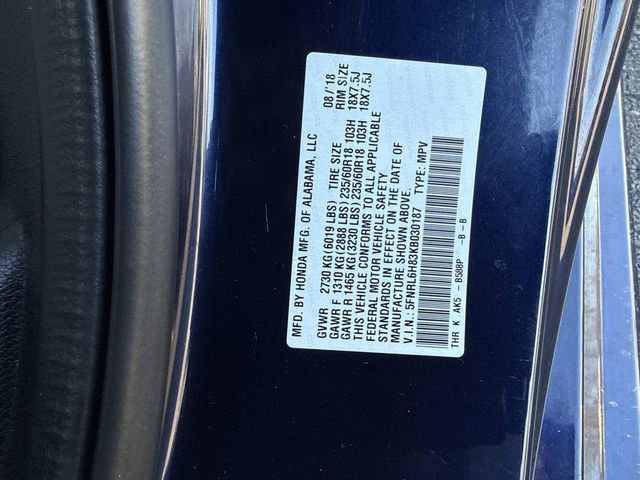 MFD. BY HONDA MFG. OF ALABAMA, LLC 08/'18
GVWR 2730 KG (6019 LBS) TIRE SIZE RIM SIZE
GAWR F 1310 KG (2888 LBS) 235/60R18 103H 18X7.5J
GAWR R 1465 KG (3230 LBS) 235/60R18 103H 18X7.5J
THIS VEHICLE CONFORMS TO ALL APPLICABLE
FEDERAL MOTOR VEHICLE SAFETY
STANDARDS IN EFFECT ON THE DATE OF
MANUFACTURE SHOWN ABOVE.
V.I.N.: 5FNRL6H83KB030187 TYPE: MPV
THR K AK5 - B588P -B -B